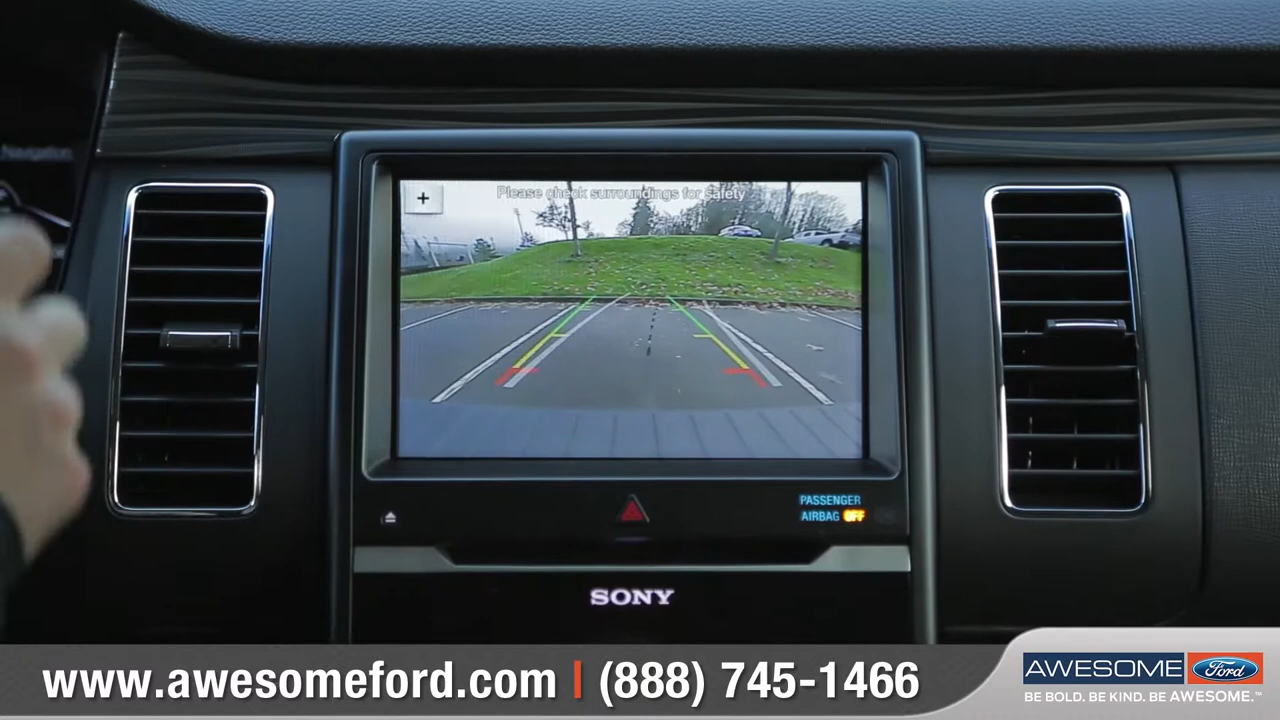 Navigation
+
Please check surroundings for safety
PASSENGER
AIRBAG OFF
SONY
www.awesomeford.com | (888) 745-1466
AWESOME Ford
BE BOLD. BE KIND. BE AWESOME.™